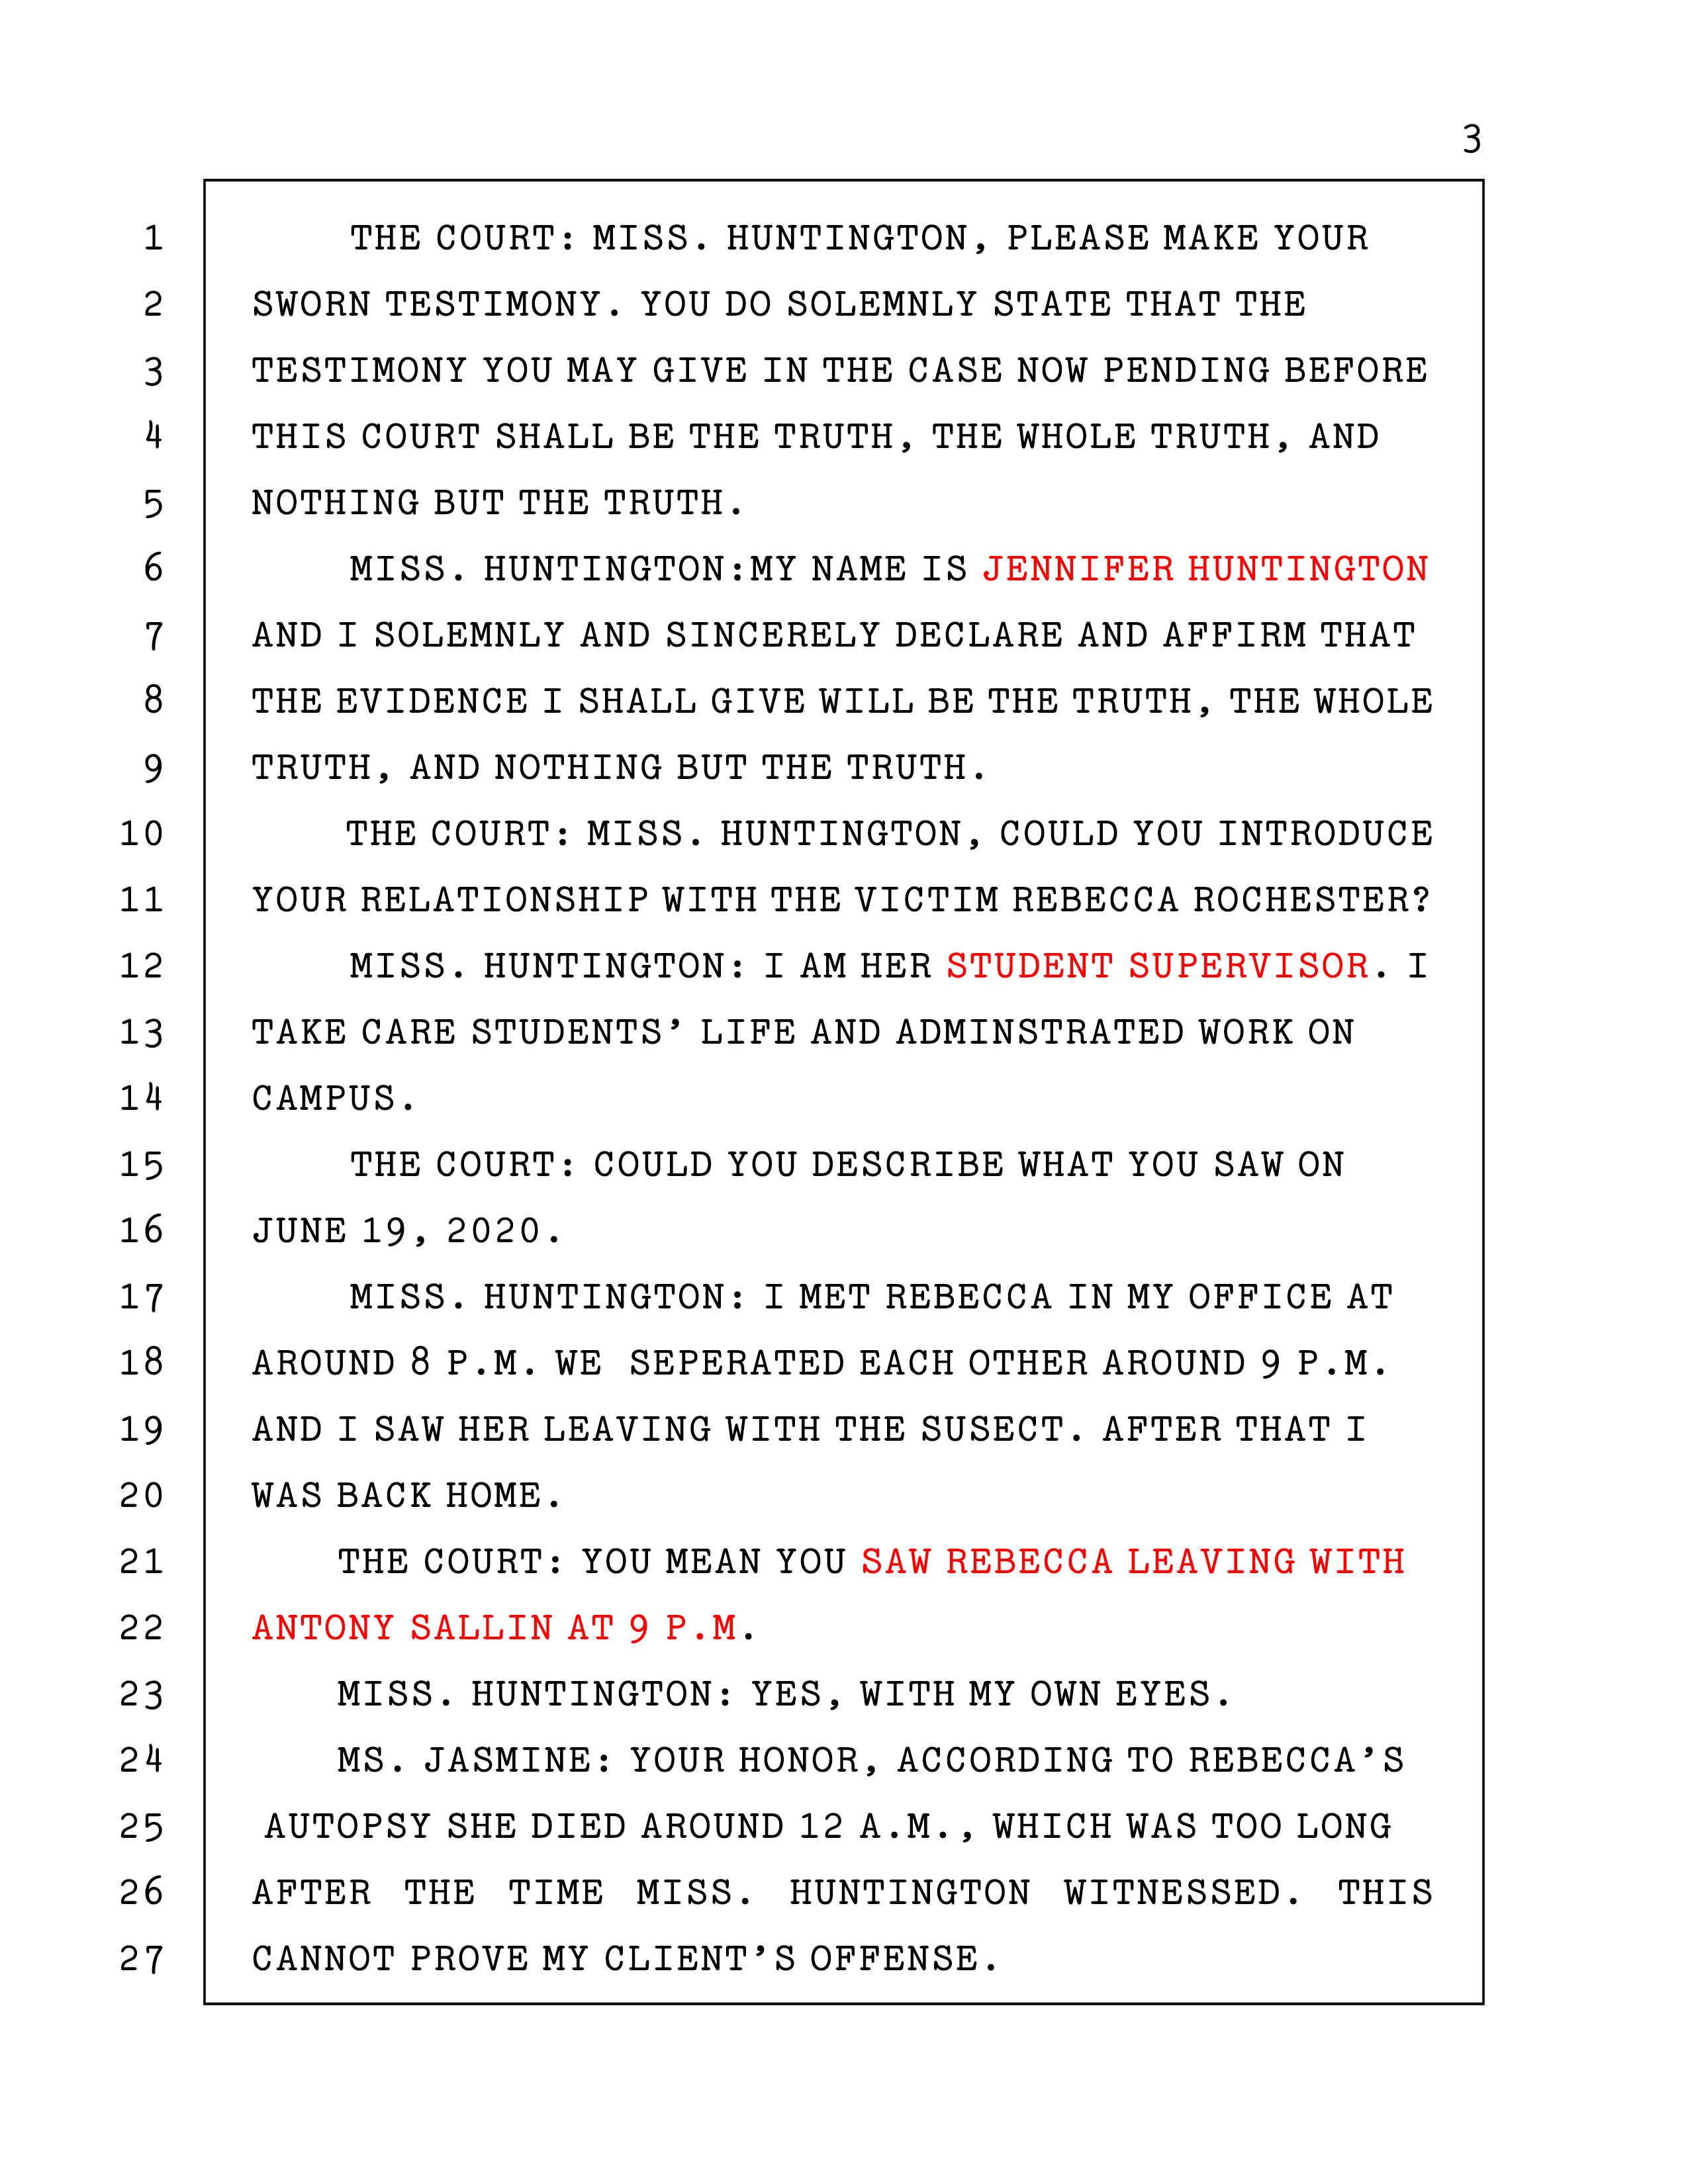 3
1 THE COURT: MISS. HUNTINGTON, PLEASE MAKE YOUR
2 SWORN TESTIMONY. YOU DO SOLEMNLY STATE THAT THE
3 TESTIMONY YOU MAY GIVE IN THE CASE NOW PENDING BEFORE
4 THIS COURT SHALL BE THE TRUTH, THE WHOLE TRUTH, AND
5 NOTHING BUT THE TRUTH.
6 MISS. HUNTINGTON:MY NAME IS JENNIFER HUNTINGTON
7 AND I SOLEMNLY AND SINCERELY DECLARE AND AFFIRM THAT
8 THE EVIDENCE I SHALL GIVE WILL BE THE TRUTH, THE WHOLE
9 TRUTH, AND NOTHING BUT THE TRUTH.
10 THE COURT: MISS. HUNTINGTON, COULD YOU INTRODUCE
11 YOUR RELATIONSHIP WITH THE VICTIM REBECCA ROCHESTER?
12 MISS. HUNTINGTON: I AM HER STUDENT SUPERVISOR. I
13 TAKE CARE STUDENTS' LIFE AND ADMINSTRATED WORK ON
14 CAMPUS.
15 THE COURT: COULD YOU DESCRIBE WHAT YOU SAW ON
16 JUNE 19, 2020.
17 MISS. HUNTINGTON: I MET REBECCA IN MY OFFICE AT
18 AROUND 8 P.M. WE SEPERATED EACH OTHER AROUND 9 P.M.
19 AND I SAW HER LEAVING WITH THE SUSECT. AFTER THAT I
20 WAS BACK HOME.
21 THE COURT: YOU MEAN YOU SAW REBECCA LEAVING WITH
22 ANTONY SALLIN AT 9 P.M.
23 MISS. HUNTINGTON: YES, WITH MY OWN EYES.
24 MS. JASMINE: YOUR HONOR, ACCORDING TO REBECCA'S
25 AUTOPSY SHE DIED AROUND 12 A.M., WHICH WAS TOO LONG
26 AFTER THE TIME MISS. HUNTINGTON WITNESSED. THIS
27 CANNOT PROVE MY CLIENT'S OFFENSE.